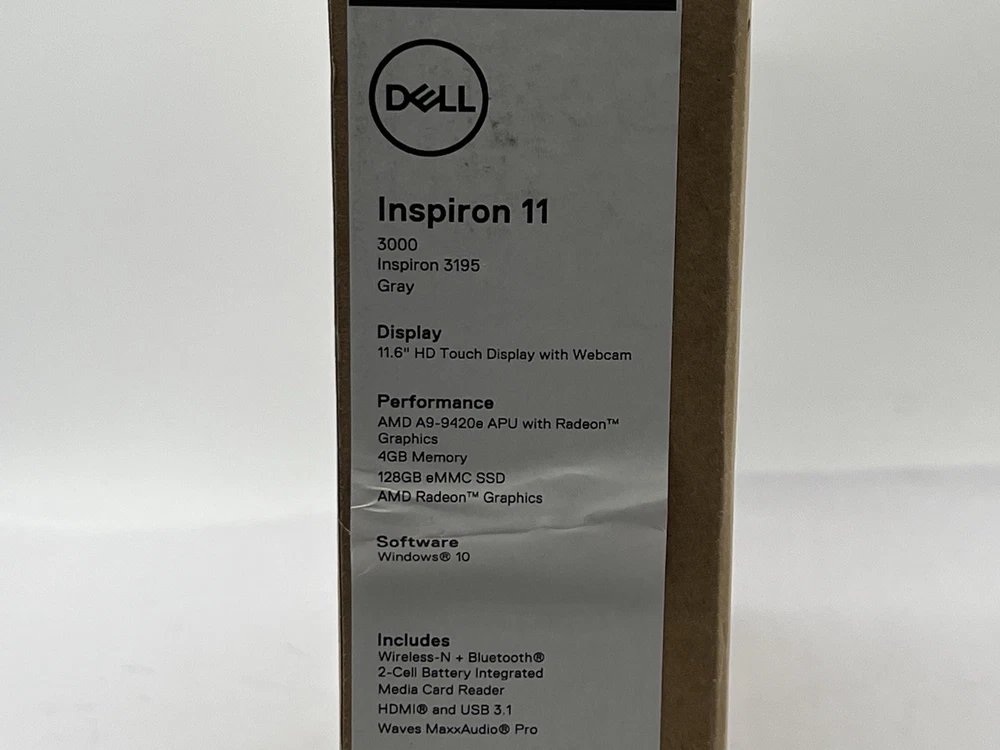 DELL
Inspiron 11
3000
Inspiron 3195
Gray
Display
11.6" HD Touch Display with Webcam
Performance
AMD A9-9420e APU with Radeon™
Graphics
4GB Memory
128GB eMMC SSD
AMD Radeon™ Graphics
Software
Windows® 10
Includes
Wireless-N + Bluetooth®
2-Cell Battery Integrated
Media Card Reader
HDMI® and USB 3.1
Waves MaxxAudio® Pro